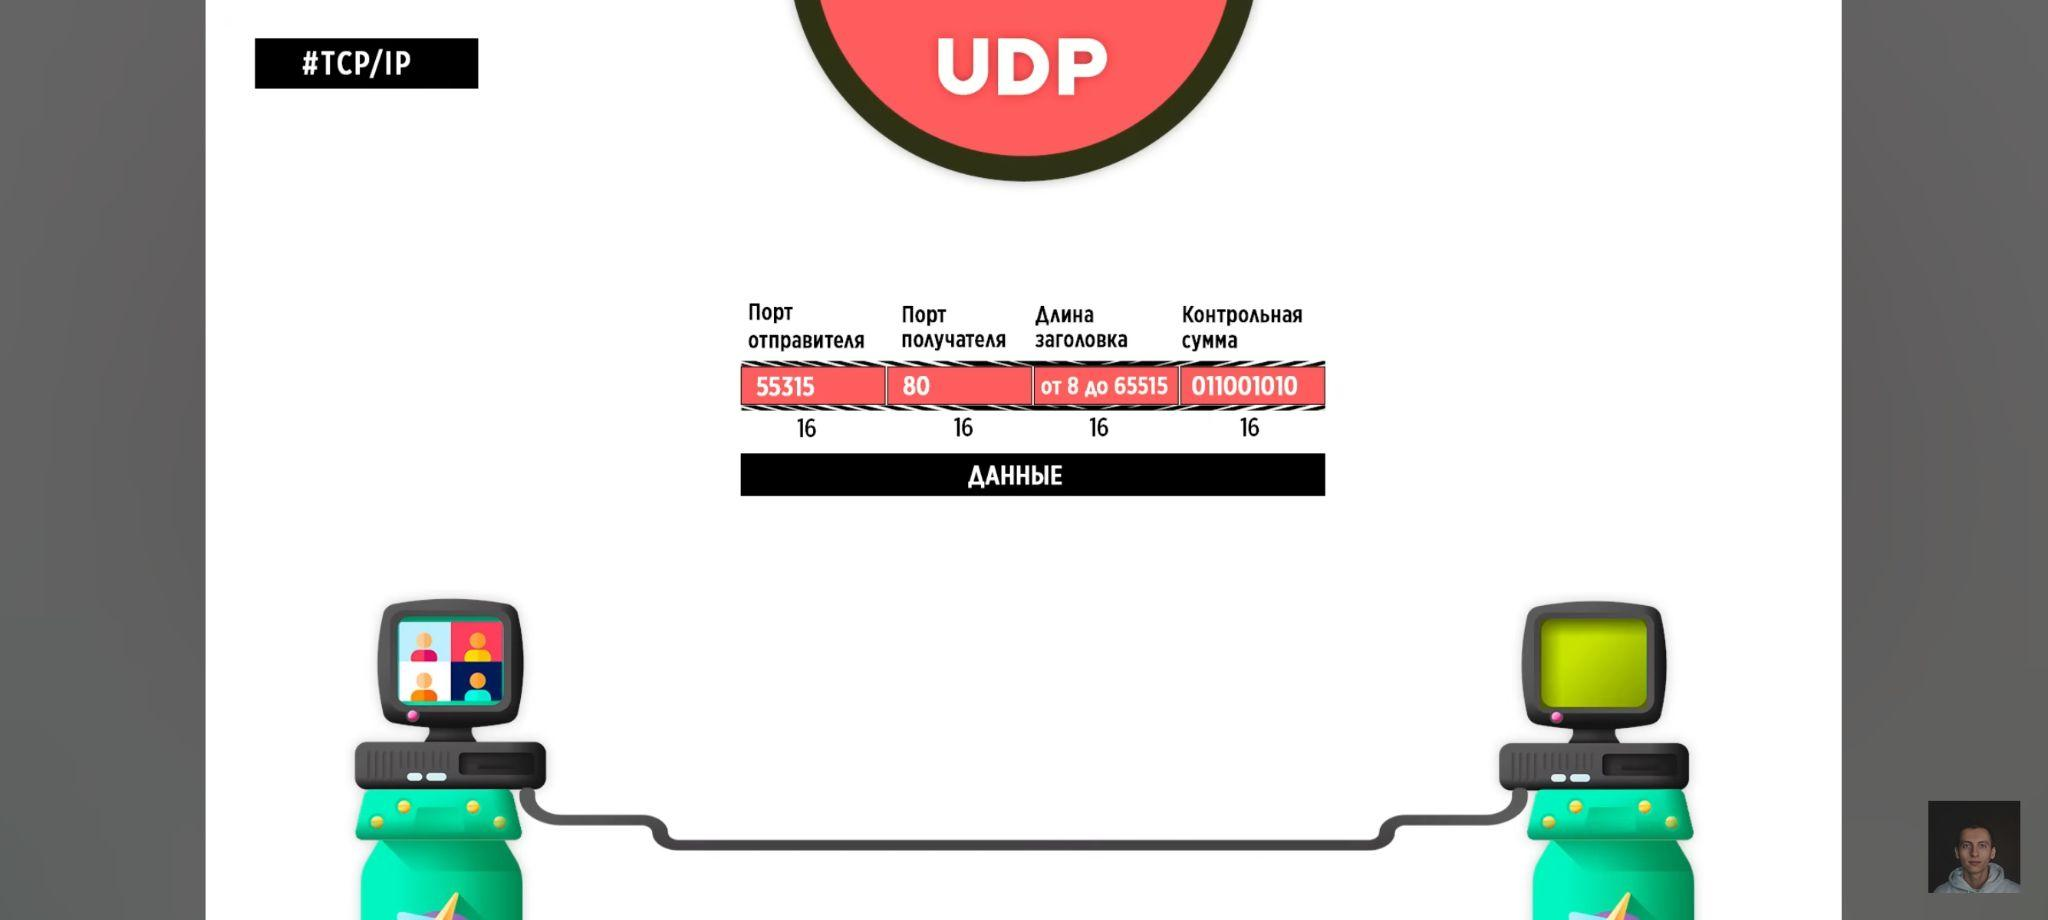 #TCP/IP
UDP
Порт отправителя
Порт получателя
Длина заголовка
Контрольная сумма
55315
80
от 8 до 65515
011001010
16
16
16
16
ДАННЫЕ